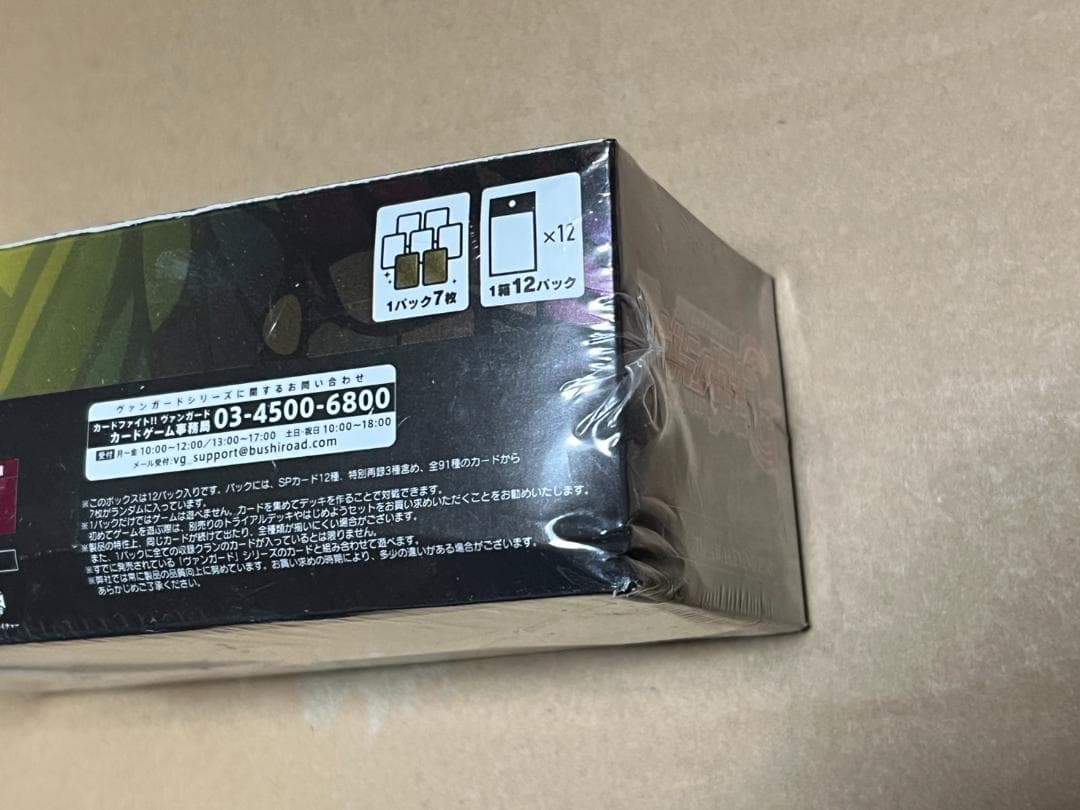 ×12
1パック7枚
1箱12パック
ヴァンガードシリーズに関するお問い合わせ
カードファイト!! ヴァンガード
カードゲーム事務局
03-4500-6800
受付 月～金 10:00～12:00/13:00～17:00 土日・祝日 10:00～18:00
メール受付:vg_support@bushiroad.com
※このボックスは12パック入りです。パックには、SPカード12種、特別再録3種含め、全91種のカードから
7枚がランダムに入っています。
※1パックだけではゲームは遊べません。カードを集めてデッキを作ることで対戦できます。
初めてゲームを遊ぶ際は、別売りのトライアルデッキやはじめようセットをお買い求めいただくことをお勧めいたします。
※製品の特性上、同じカードが続けて出たり、全種類が揃いにくい場合がございます。
また、1パックに全ての収録クランのカードが入っているとは限りません。
※すでに発売されている「ヴァンガード」シリーズのカードと組み合わせて遊べます。
※弊社では常に製品の品質向上に努めています。お買い求めの時期により、多少の違いがある場合がございます。
あらかじめご了承ください。